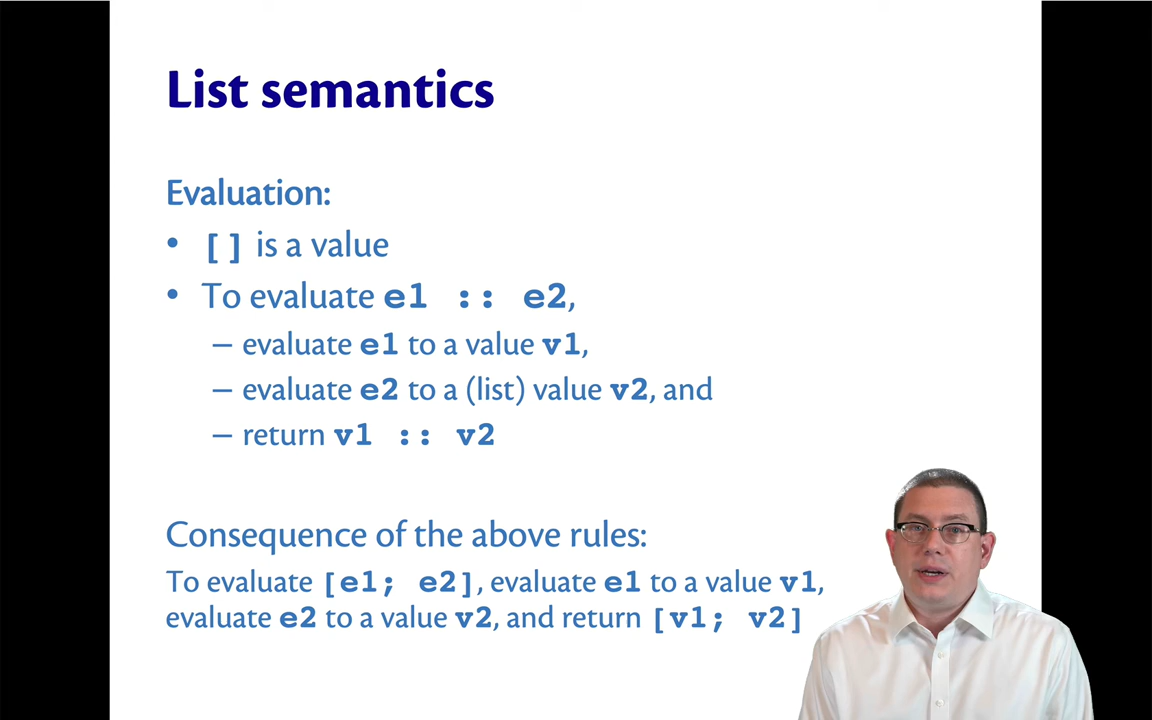 List semantics
Evaluation:
• [] is a value
• To evaluate e1 :: e2,
– evaluate e1 to a value v1,
– evaluate e2 to a (list) value v2, and
– return v1 :: v2
Consequence of the above rules:
To evaluate [e1; e2], evaluate e1 to a value v1,
evaluate e2 to a value v2, and return [v1; v2]